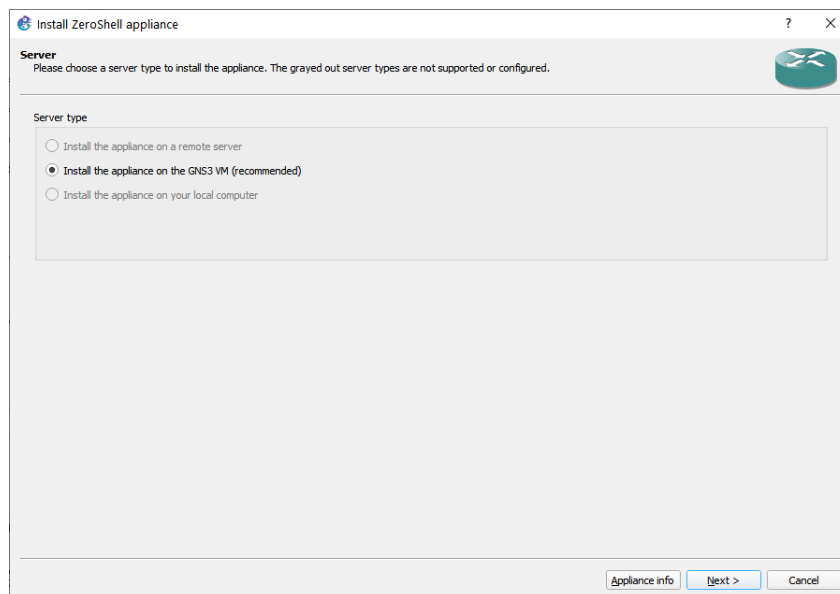 Install ZeroShell appliance
?
Server
Please choose a server type to install the appliance. The grayed out server types are not supported or configured.
Server type
Install the appliance on a remote server
Install the appliance on the GNS3 VM (recommended)
Install the appliance on your local computer
Appliance info Next > Cancel